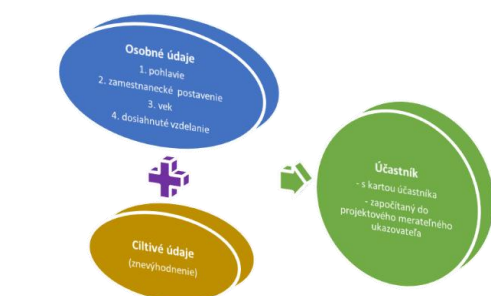 Osobné údaje
1. pohlavie
2. zamestnanecké postavenie
3. vek
4. dosiahnuté vzdelanie
Citlivé údaje
(znevýhodnenie)
Účastník
- s kartou účastníka
- započítaný do
projektového merateľného
ukazovateľa